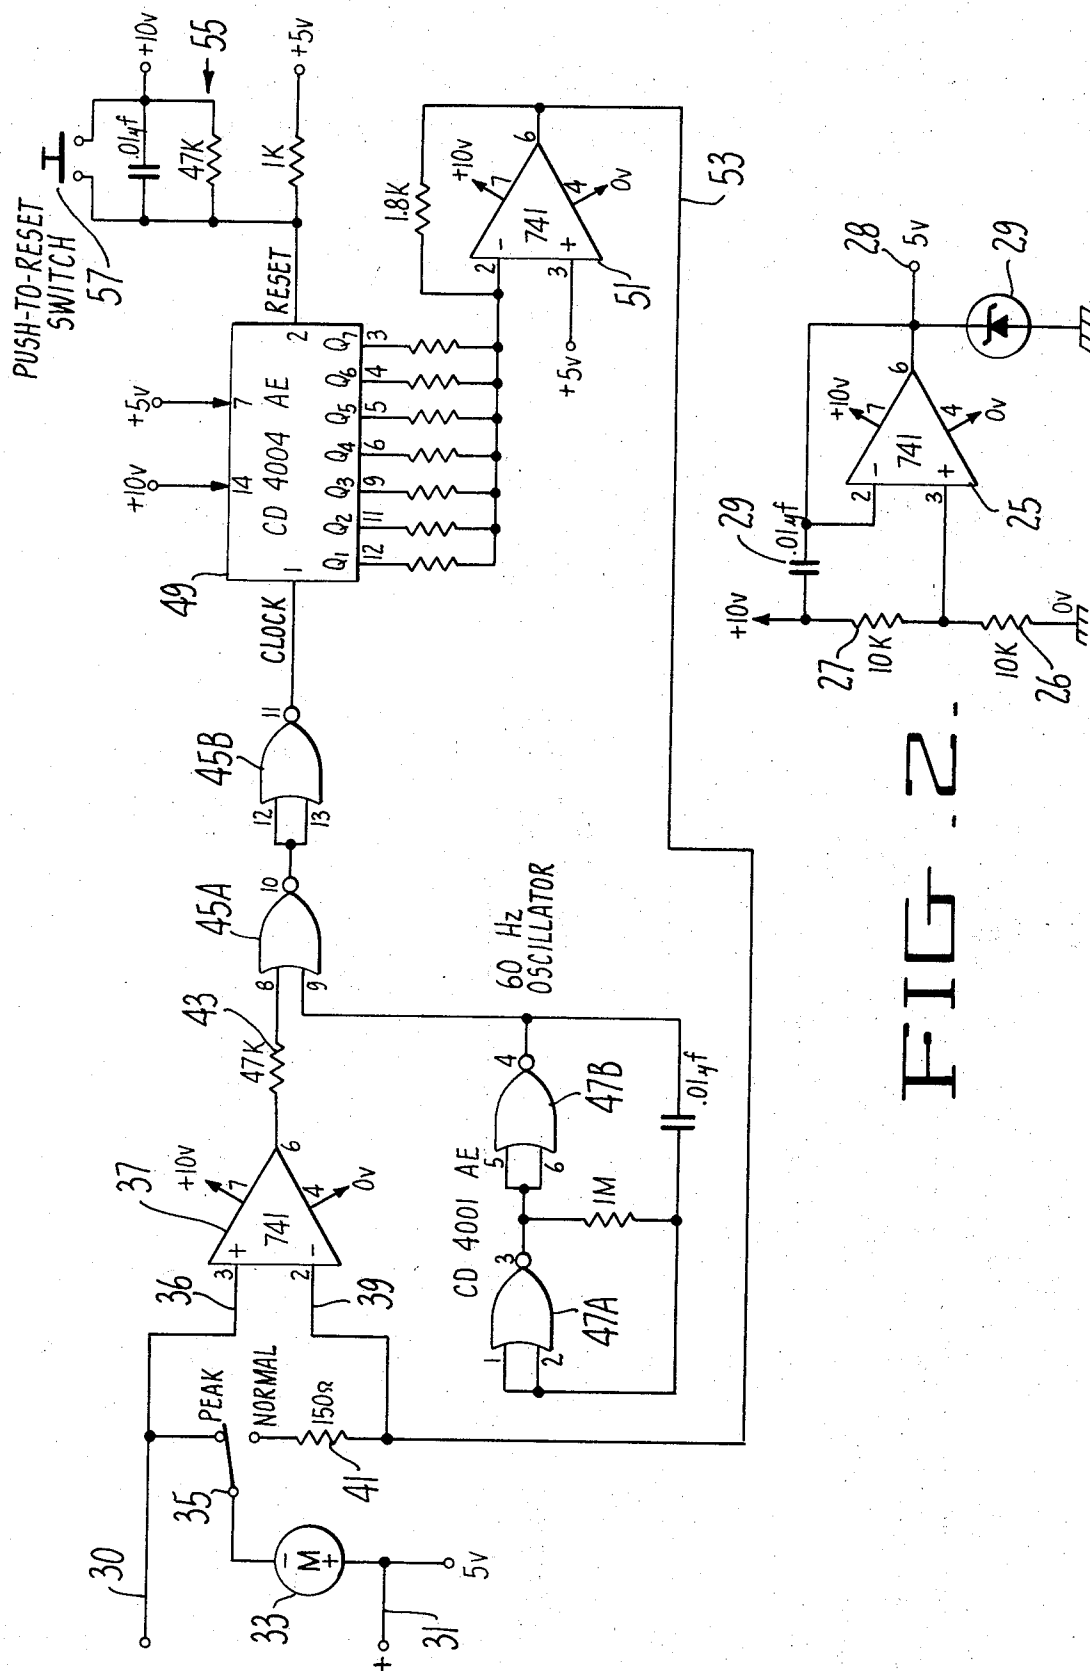 PUSH-TO-RESET
SWITCH
57
.01µf
+10v
47K
55
1K
+5v
RESET
+10v
+5v
49
14
7
CD 4004 AE
1
2
CLOCK
Q1 Q2 Q3 Q4 Q5 Q6 Q7
12 11 9 6 5 4 3
1.8K
+10v
2
-
7
741
6
3
+
4
0v
+5v
51
53
30
35
PEAK
NORMAL
36
37
+10v
3
+
7
741
6
2
-
4
0v
39
150Ω
41
33
-
M
+
+
31
5v
43
47K
8
9
45A
10
12
13
45B
11
60 Hz
OSCILLATOR
CD 4001 AE
1
2
3
47A
5
6
4
47B
1M
.01µf
+10v
29
.01µf
27
10K
10K
26
0v
+10v
2
-
7
741
6
3
+
4
0v
25
28
5v
29
FIG. 2.